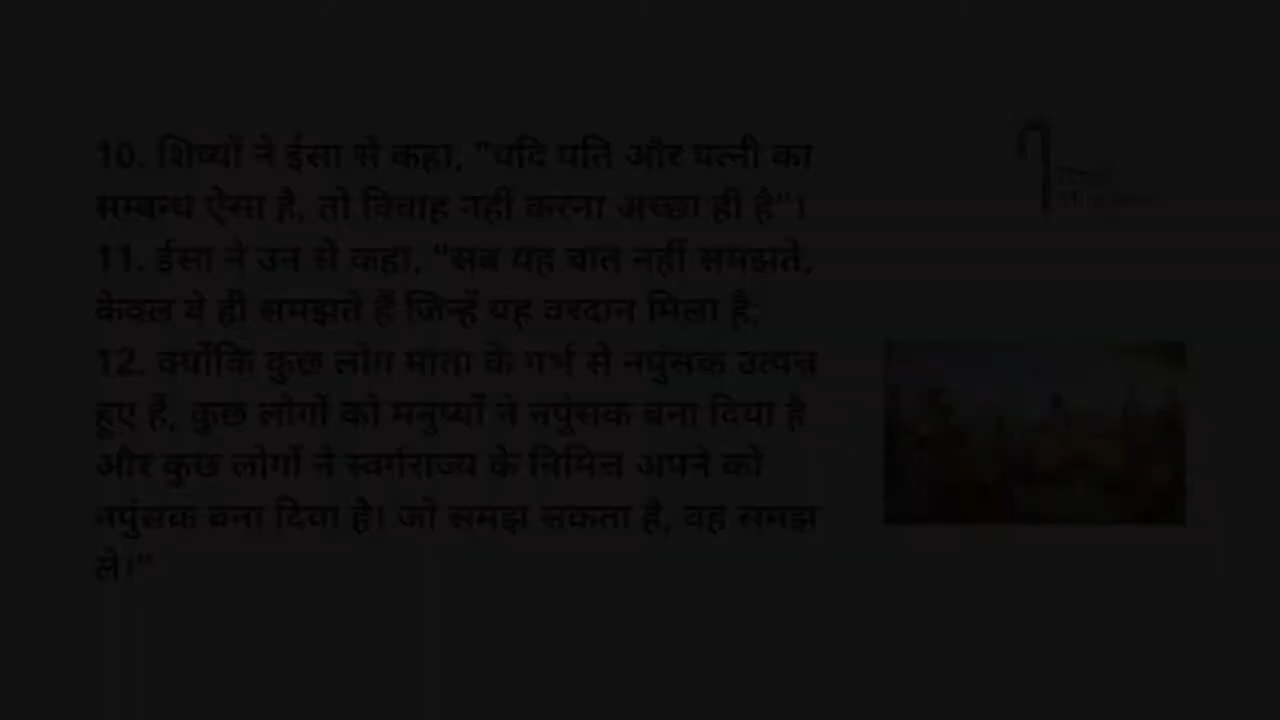 10. शिष्यों ने ईसा से कहा, "यदि पति और पत्नी का
सम्बन्ध ऐसा है, तो विवाह नहीं करना अच्छा ही है"।
11. ईसा ने उन से कहा, "सब यह बात नहीं समझते,
केवल वे ही समझते हैं जिन्हें यह वरदान मिला है;
12. क्योंकि कुछ लोग माता के गर्भ से नपुंसक उत्पन्न
हुए हैं, कुछ लोगों को मनुष्यों ने नपुंसक बना दिया है
और कुछ लोगों ने स्वर्गराज्य के निमित्त अपने को
नपुंसक बना दिया है। जो समझ सकता है, वह समझ
ले।"